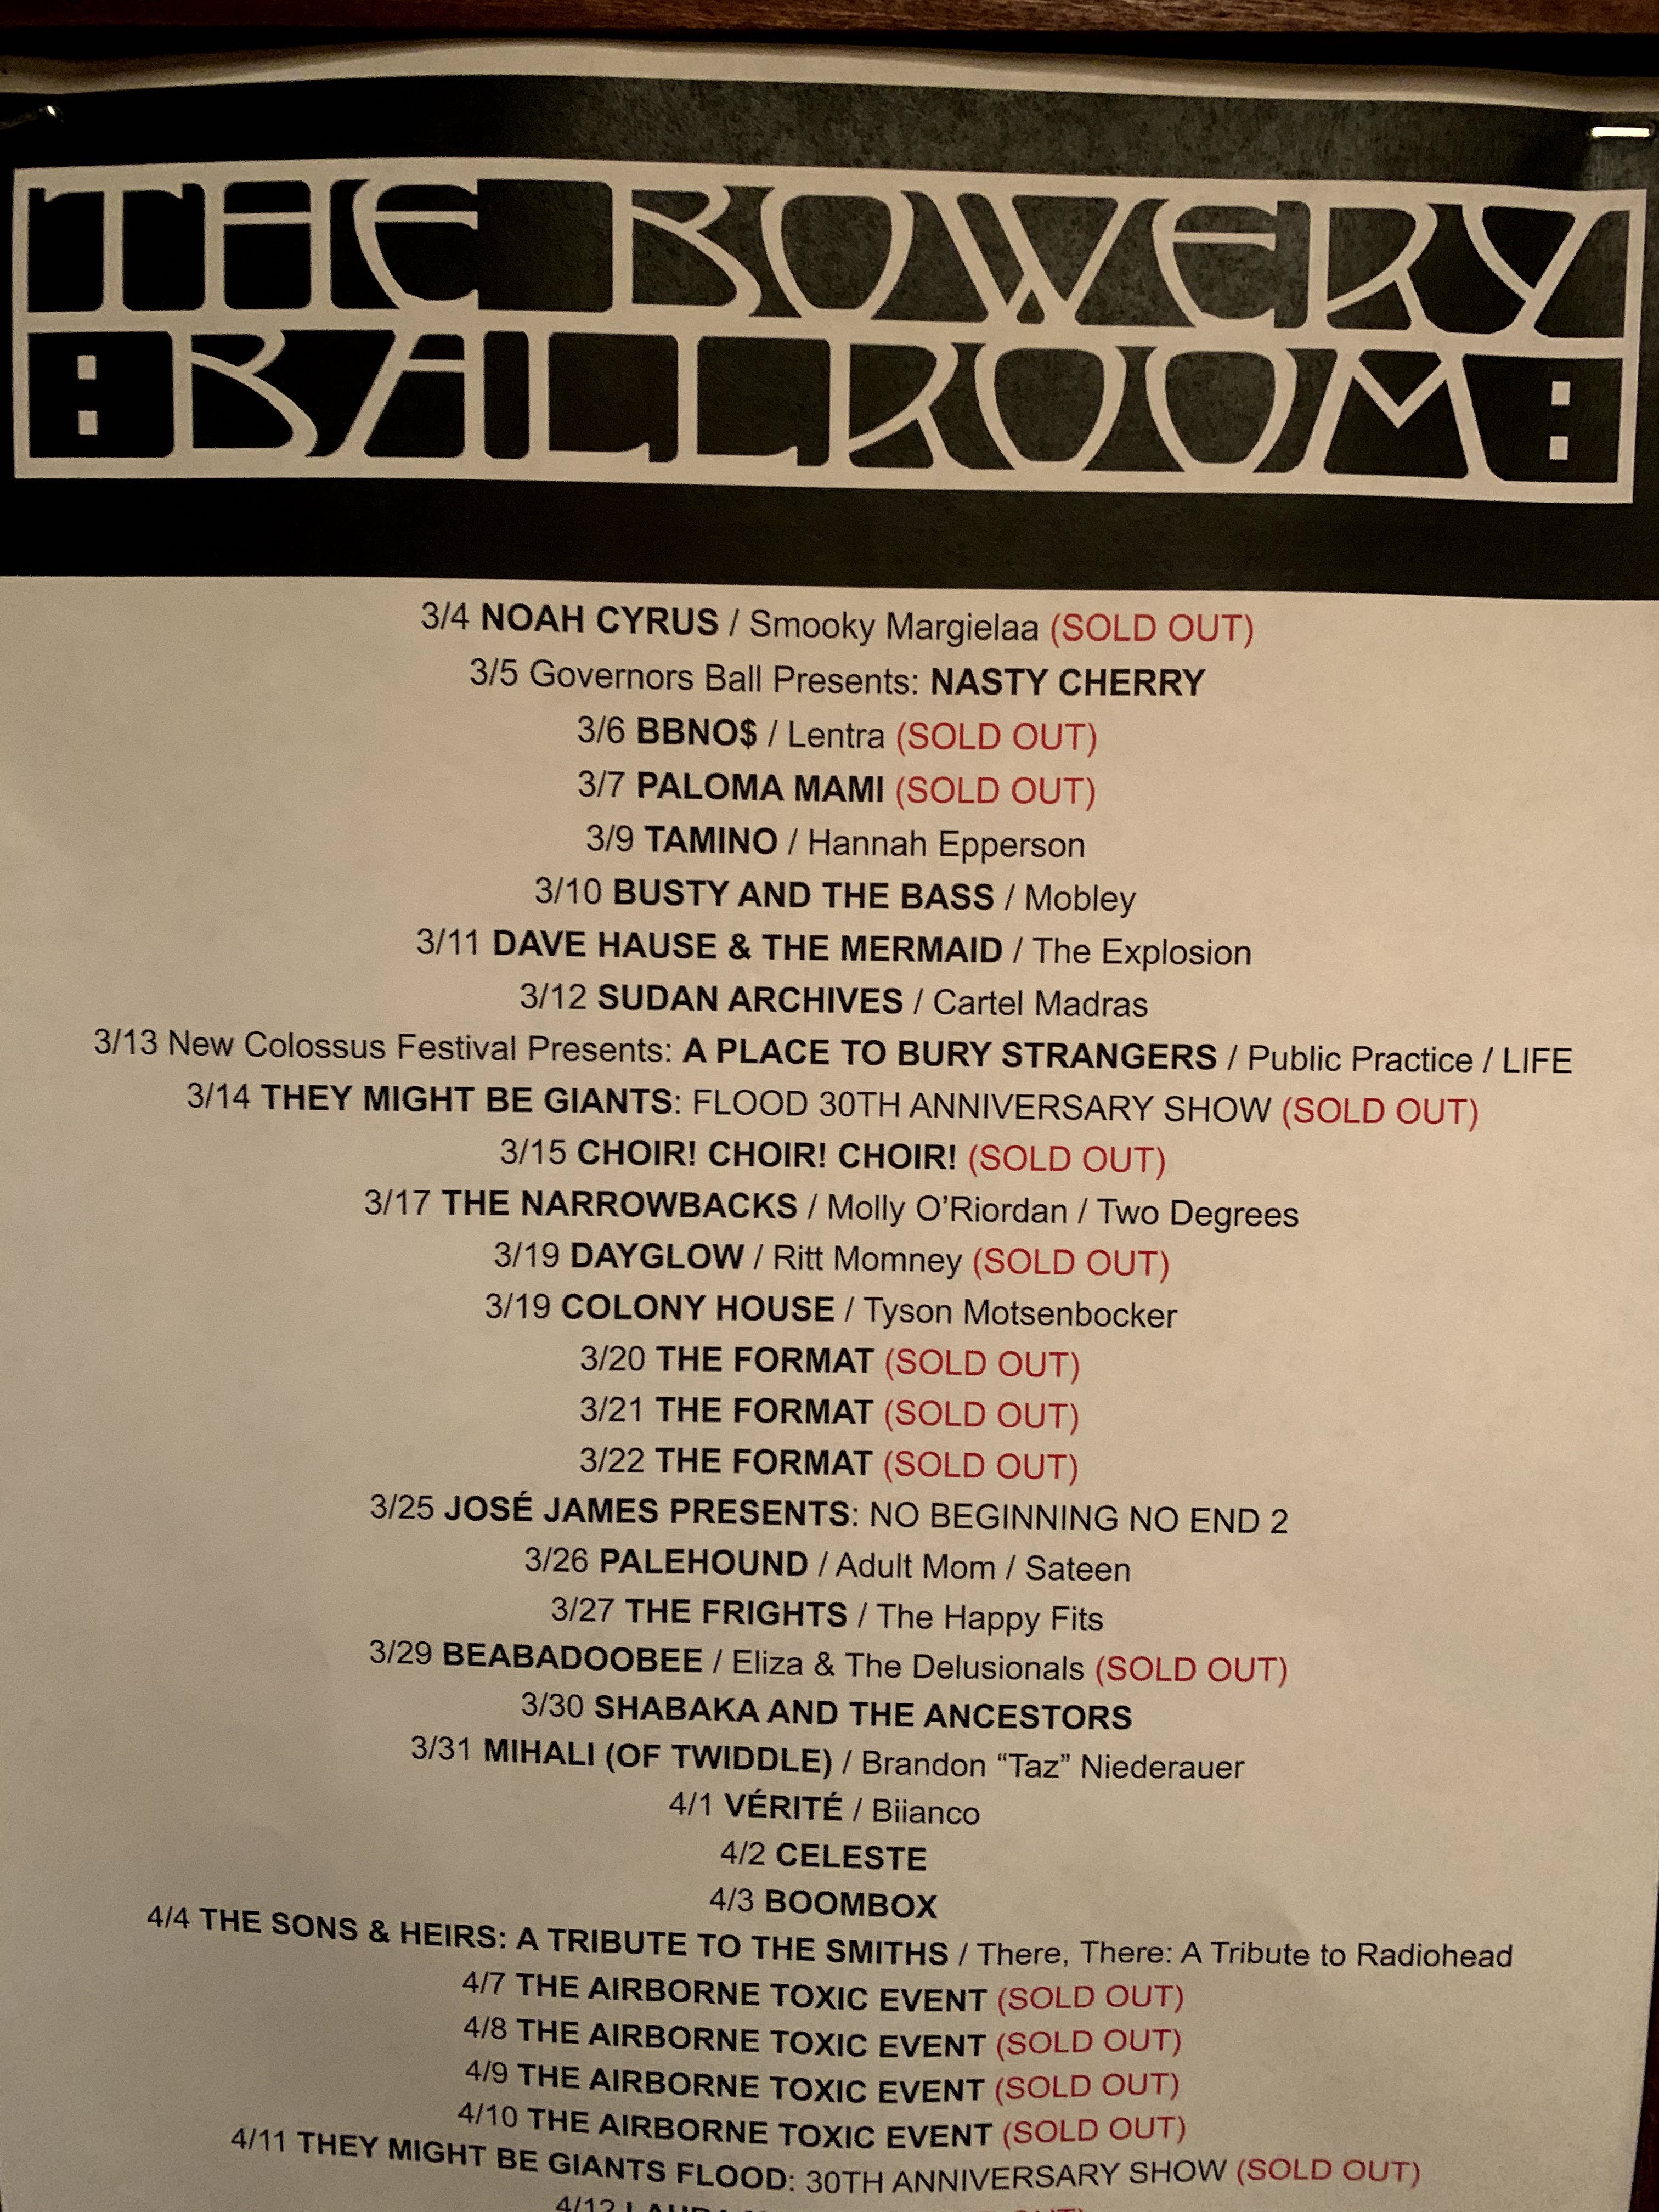 THE BOWERY
:BALLROOM:
3/4 NOAH CYRUS / Smooky Margielaa (SOLD OUT)
3/5 Governors Ball Presents: NASTY CHERRY
3/6 BBNO$ / Lentra (SOLD OUT)
3/7 PALOMA MAMI (SOLD OUT)
3/9 TAMINO / Hannah Epperson
3/10 BUSTY AND THE BASS / Mobley
3/11 DAVE HAUSE & THE MERMAID / The Explosion
3/12 SUDAN ARCHIVES / Cartel Madras
3/13 New Colossus Festival Presents: A PLACE TO BURY STRANGERS / Public Practice / LIFE
3/14 THEY MIGHT BE GIANTS: FLOOD 30TH ANNIVERSARY SHOW (SOLD OUT)
3/15 CHOIR! CHOIR! CHOIR! (SOLD OUT)
3/17 THE NARROWBACKS / Molly O’Riordan / Two Degrees
3/19 DAYGLOW / Ritt Momney (SOLD OUT)
3/19 COLONY HOUSE / Tyson Motsenbocker
3/20 THE FORMAT (SOLD OUT)
3/21 THE FORMAT (SOLD OUT)
3/22 THE FORMAT (SOLD OUT)
3/25 JOSÉ JAMES PRESENTS: NO BEGINNING NO END 2
3/26 PALEHOUND / Adult Mom / Sateen
3/27 THE FRIGHTS / The Happy Fits
3/29 BEABADOOBEE / Eliza & The Delusionals (SOLD OUT)
3/30 SHABAKA AND THE ANCESTORS
3/31 MIHALI (OF TWIDDLE) / Brandon “Taz” Niederauer
4/1 VÉRITÉ / Biianco
4/2 CELESTE
4/3 BOOMBOX
4/4 THE SONS & HEIRS: A TRIBUTE TO THE SMITHS / There, There: A Tribute to Radiohead
4/7 THE AIRBORNE TOXIC EVENT (SOLD OUT)
4/8 THE AIRBORNE TOXIC EVENT (SOLD OUT)
4/9 THE AIRBORNE TOXIC EVENT (SOLD OUT)
4/10 THE AIRBORNE TOXIC EVENT (SOLD OUT)
4/11 THEY MIGHT BE GIANTS FLOOD: 30TH ANNIVERSARY SHOW (SOLD OUT)
4/12